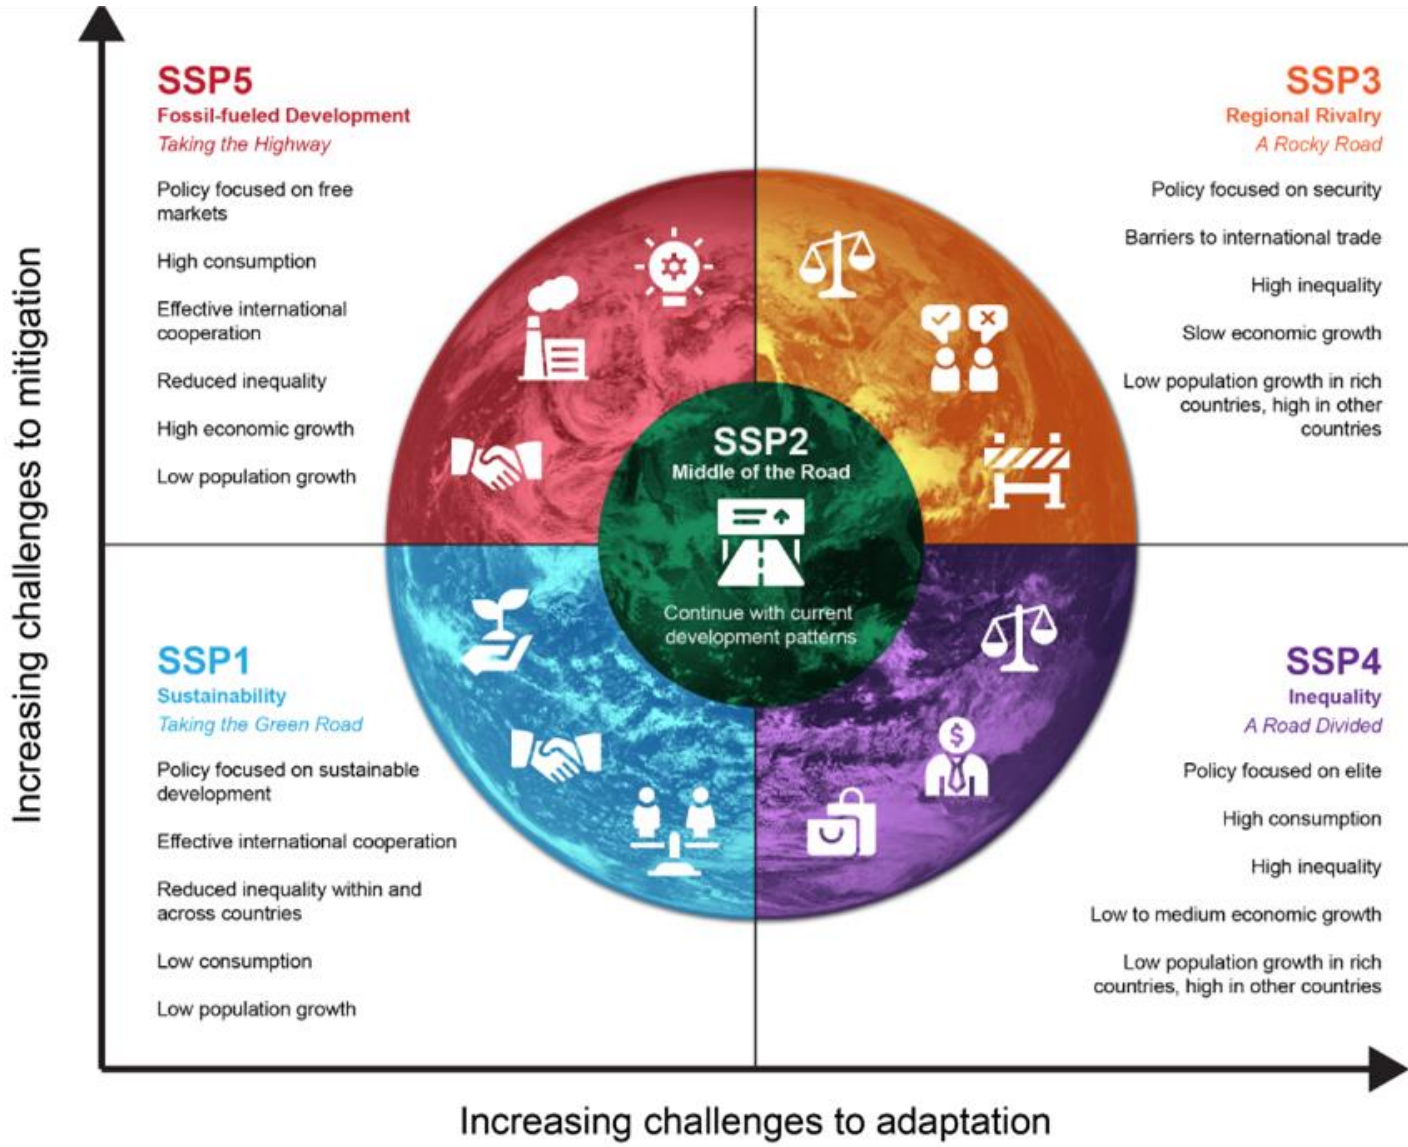 Increasing challenges to mitigation
SSP5
Fossil-fueled Development
Taking the Highway
Policy focused on free
markets
High consumption
Effective international
cooperation
Reduced inequality
High economic growth
Low population growth
SSP3
Regional Rivalry
A Rocky Road
Policy focused on security
Barriers to international trade
High inequality
Slow economic growth
Low population growth in rich
countries, high in other
countries
SSP2
Middle of the Road
Continue with current
development patterns
SSP1
Sustainability
Taking the Green Road
Policy focused on sustainable
development
Effective international cooperation
Reduced inequality within and
across countries
Low consumption
Low population growth
SSP4
Inequality
A Road Divided
Policy focused on elite
High consumption
High inequality
Low to medium economic growth
Low population growth in rich
countries, high in other countries
Increasing challenges to adaptation
$